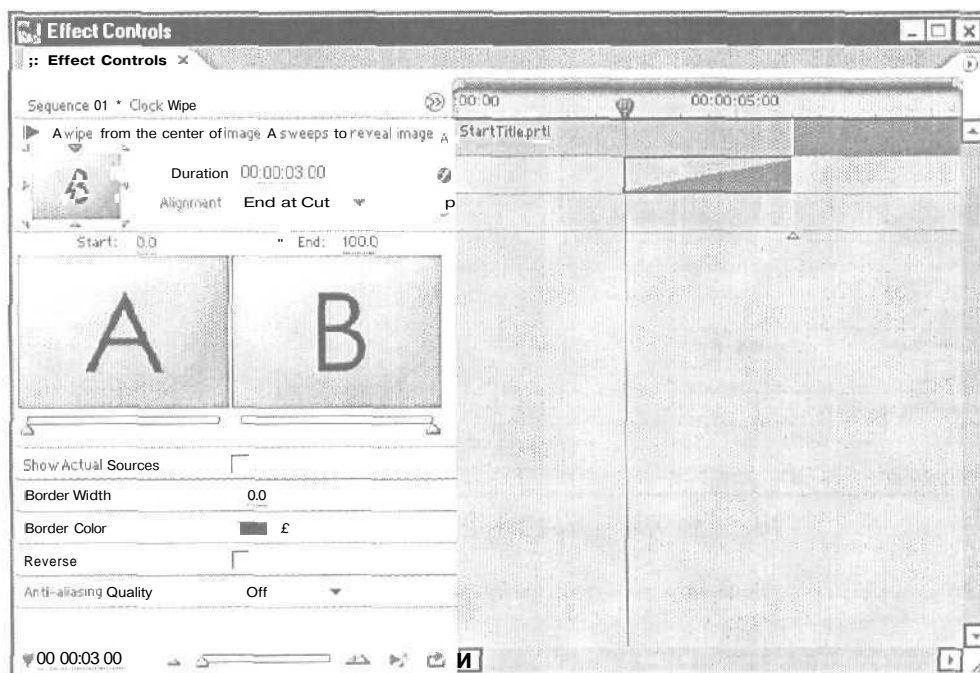 Effect Controls
:: Effect Controls ×
Sequence 01 * Clock Wipe
:00:00 00:00:05:00
A wipe from the center of image A sweeps to reveal image A
StartTitle.prtl
Duration 00:00:03:00
Alignment End at Cut p
Start: 0.0 " End: 100.0
A B
Show Actual Sources
Border Width 0.0
Border Color £
Reverse
Anti-aliasing Quality Off
00 00:03 00 И